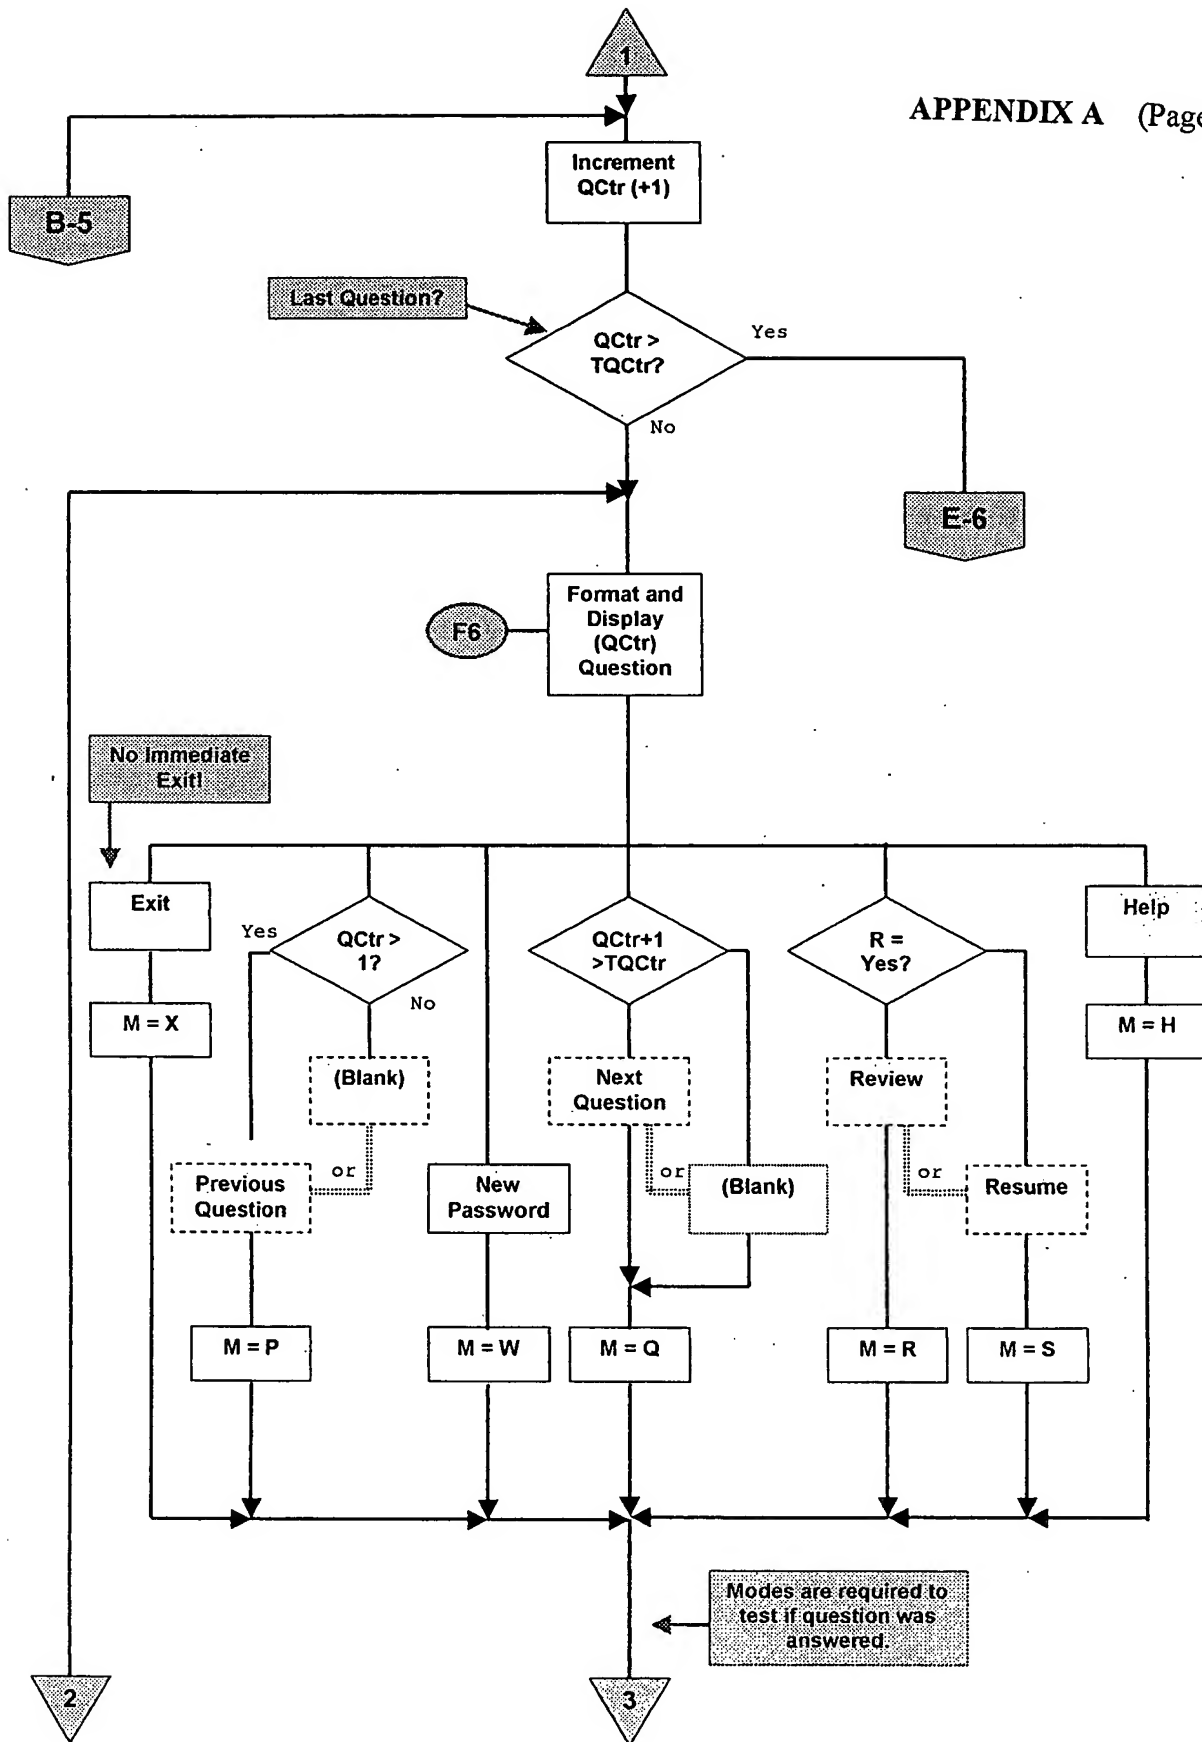 1
APPENDIX A (Page
Increment
QCtr (+1)
B-5
Last Question?
QCtr >
TQCtr?
Yes
No
E-6
Format and
Display
(QCtr)
Question
F6
No Immediate
Exit!
Exit
Yes
QCtr >
1?
No
QCtr+1
>TQCtr
R =
Yes?
Help
M = X
M = H
(Blank)
Next
Question
Review
or
Previous
Question
New
Password
or
(Blank)
or
Resume
M = P
M = W
M = Q
M = R
M = S
Modes are required to
test if question was
answered.
2
3